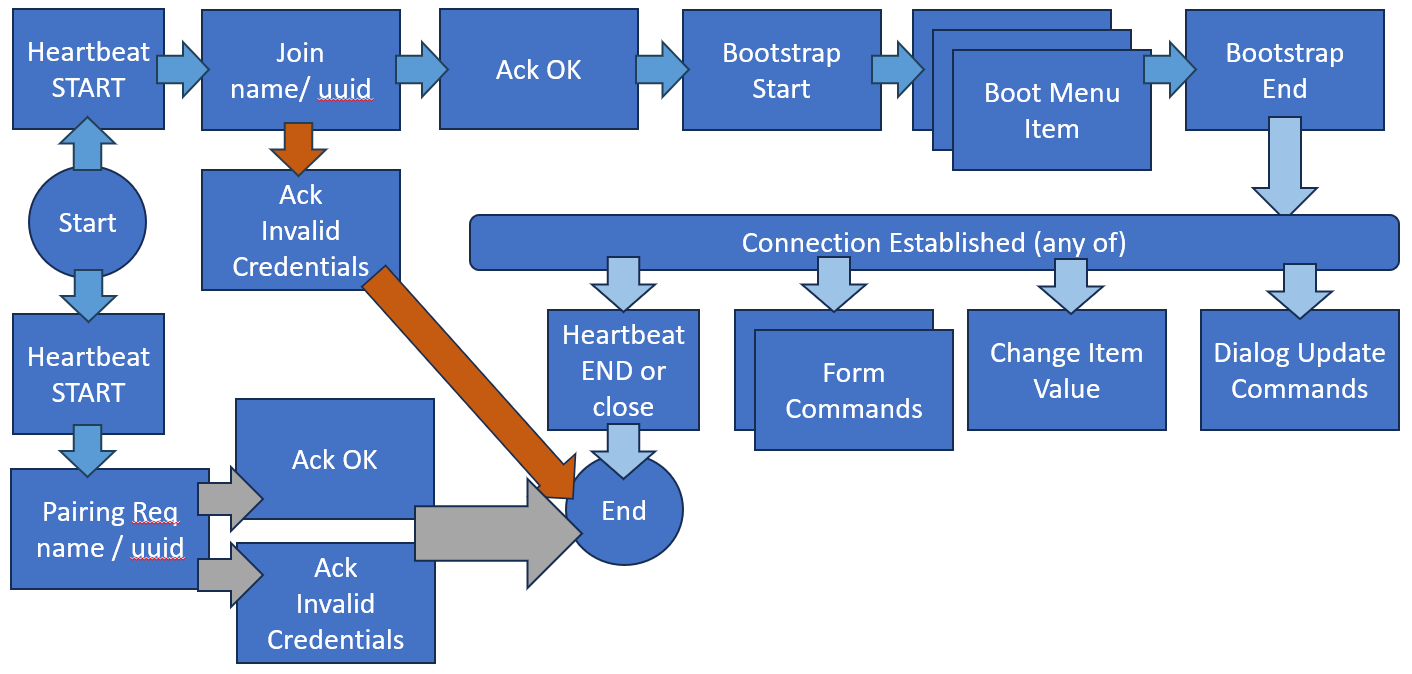 Heartbeat
START
Join
name/ uuid
Ack OK
Bootstrap
Start
Boot Menu
Item
Bootstrap
End
Start
Ack
Invalid
Credentials
Connection Established (any of)
Heartbeat
START
Heartbeat
END or
close
Form
Commands
Change Item
Value
Dialog Update
Commands
Pairing Req
name / uuid
Ack OK
Ack
Invalid
Credentials
End